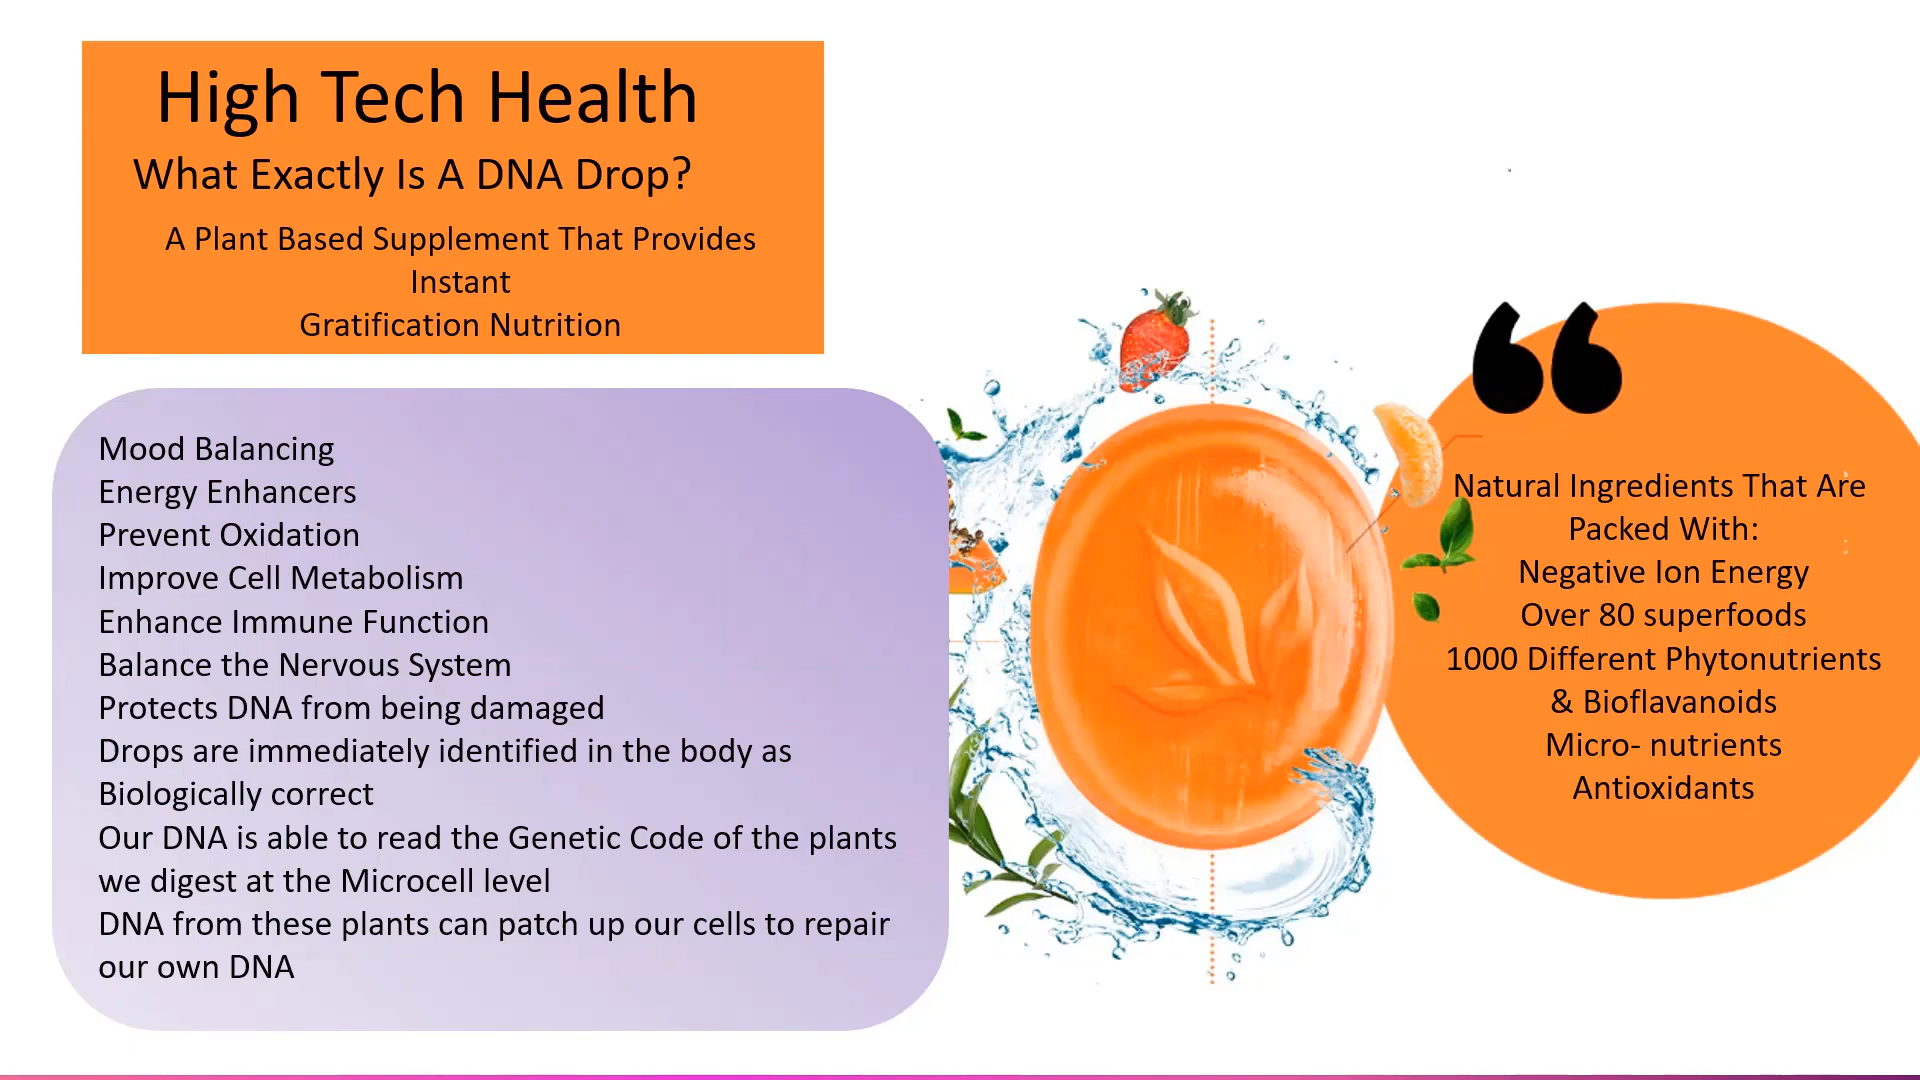 High Tech Health
What Exactly Is A DNA Drop?
A Plant Based Supplement That Provides
Instant
Gratification Nutrition
Mood Balancing
Energy Enhancers
Prevent Oxidation
Improve Cell Metabolism
Enhance Immune Function
Balance the Nervous System
Protects DNA from being damaged
Drops are immediately identified in the body as
Biologically correct
Our DNA is able to read the Genetic Code of the plants
we digest at the Microcell level
DNA from these plants can patch up our cells to repair
our own DNA
“
Natural Ingredients That Are
Packed With:
Negative Ion Energy
Over 80 superfoods
1000 Different Phytonutrients
& Bioflavanoids
Micro- nutrients
Antioxidants